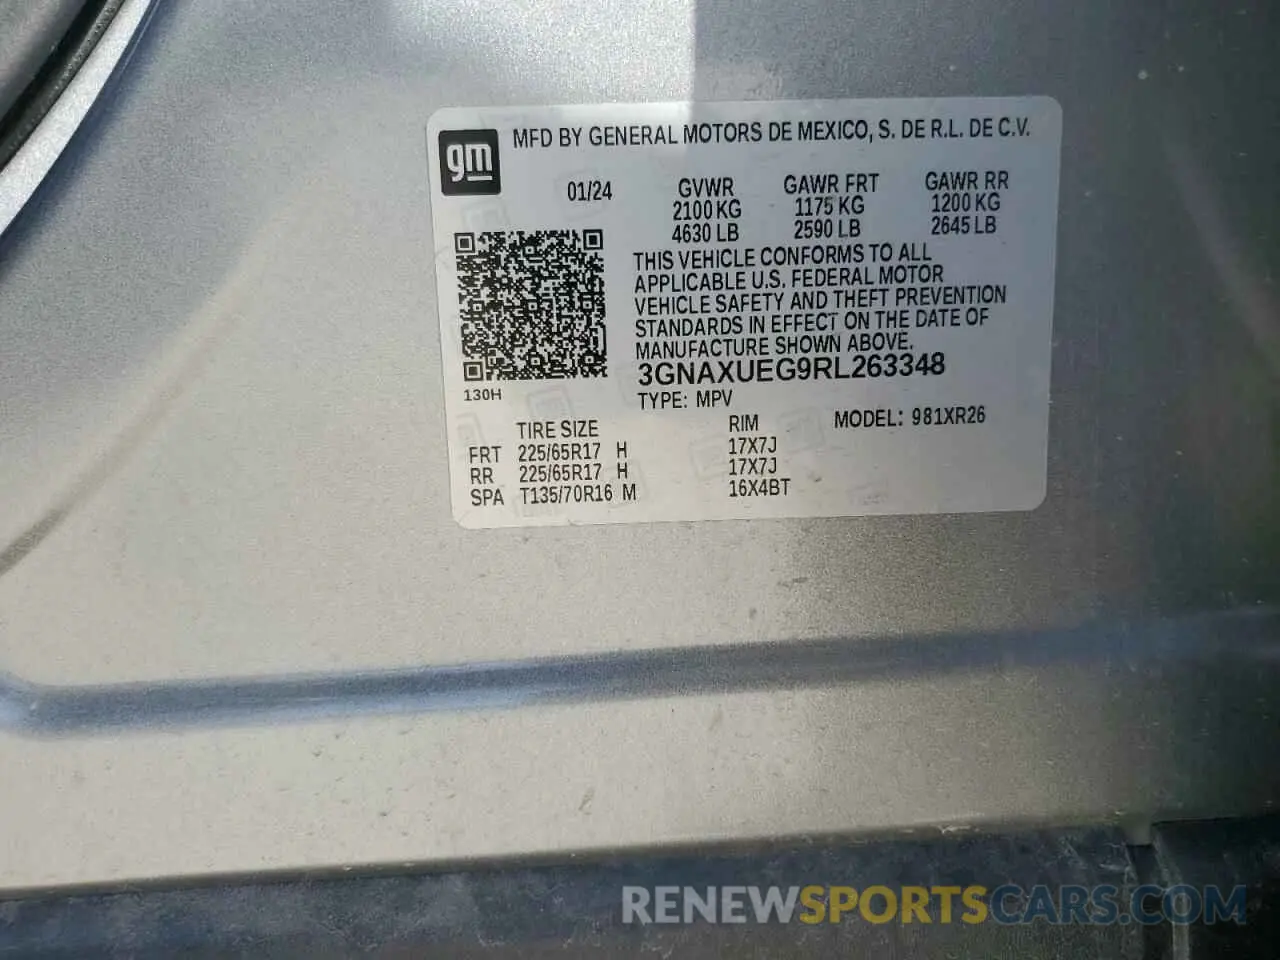 gm
MFD BY GENERAL MOTORS DE MEXICO, S. DE R.L. DE C.V.
01/24 GVWR GAWR FRT GAWR RR
2100 KG 1175 KG 1200 KG
4630 LB 2590 LB 2645 LB
THIS VEHICLE CONFORMS TO ALL
APPLICABLE U.S. FEDERAL MOTOR
VEHICLE SAFETY AND THEFT PREVENTION
STANDARDS IN EFFECT ON THE DATE OF
MANUFACTURE SHOWN ABOVE.
3GNAXUEG9RL263348
130H
TYPE: MPV
TIRE SIZE RIM MODEL: 981XR26
FRT 225/65R17 H 17X7J
RR 225/65R17 H 17X7J
SPA T135/70R16 M 16X4BT
RENEWSPORTSCARS.COM